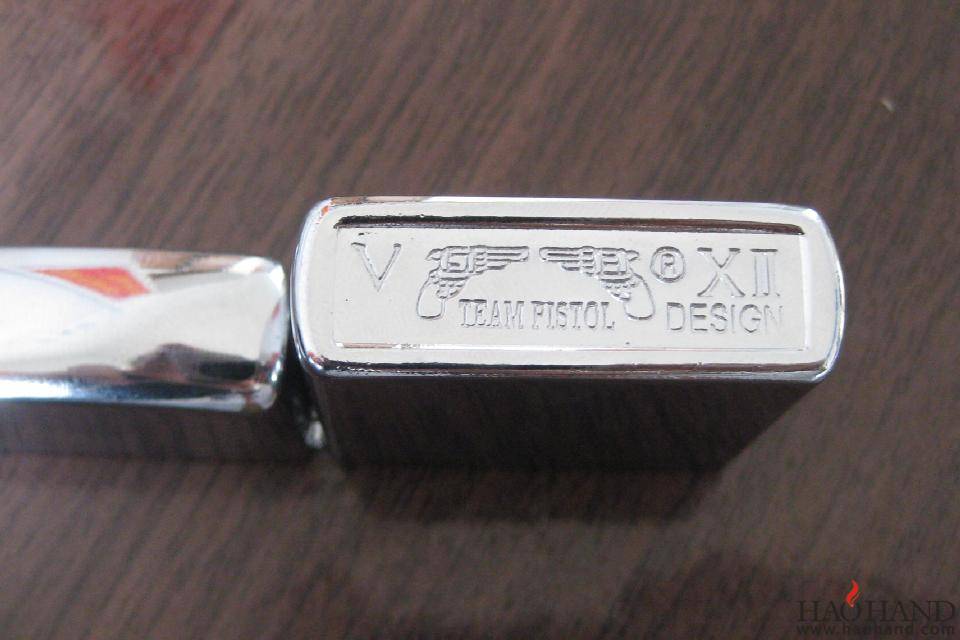 V ® XII
TEAM PISTOL DESIGN
HAOHAND
www.haohand.com